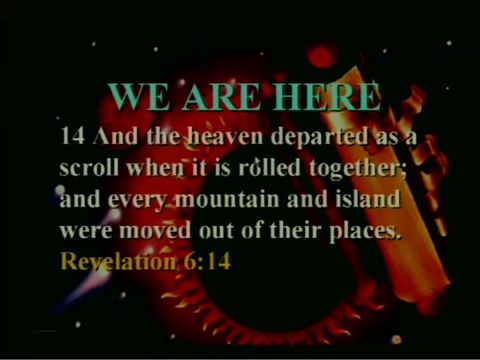 WE ARE HERE
14 And the heaven departed as a
scroll when it is rolled together;
and every mountain and island
were moved out of their places.
Revelation 6:14